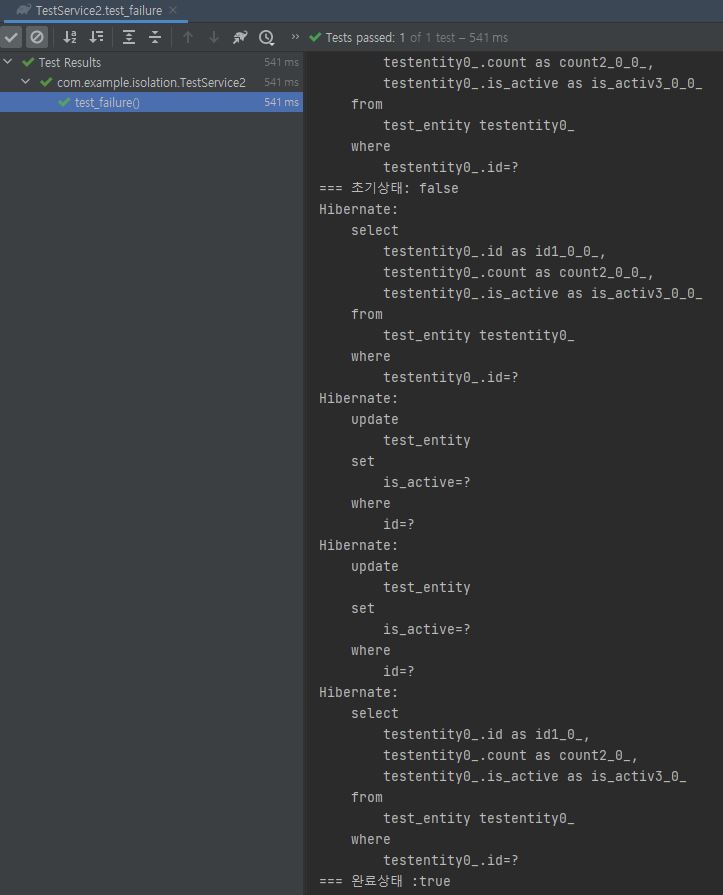 TestService2.test_failure
Tests passed: 1 of 1 test – 541 ms
Test Results 541 ms
com.example.isolation.TestService2 541 ms
test_failure() 541 ms
testentity0_.count as count2_0_0_,
testentity0_.is_active as is_activ3_0_0_
from
test_entity testentity0_
where
testentity0_.id=?
=== 초기상태: false
Hibernate:
select
testentity0_.id as id1_0_0_,
testentity0_.count as count2_0_0_,
testentity0_.is_active as is_activ3_0_0_
from
test_entity testentity0_
where
testentity0_.id=?
Hibernate:
update
test_entity
set
is_active=?
where
id=?
Hibernate:
update
test_entity
set
is_active=?
where
id=?
Hibernate:
select
testentity0_.id as id1_0_,
testentity0_.count as count2_0_,
testentity0_.is_active as is_activ3_0_
from
test_entity testentity0_
where
testentity0_.id=?
=== 완료상태 :true